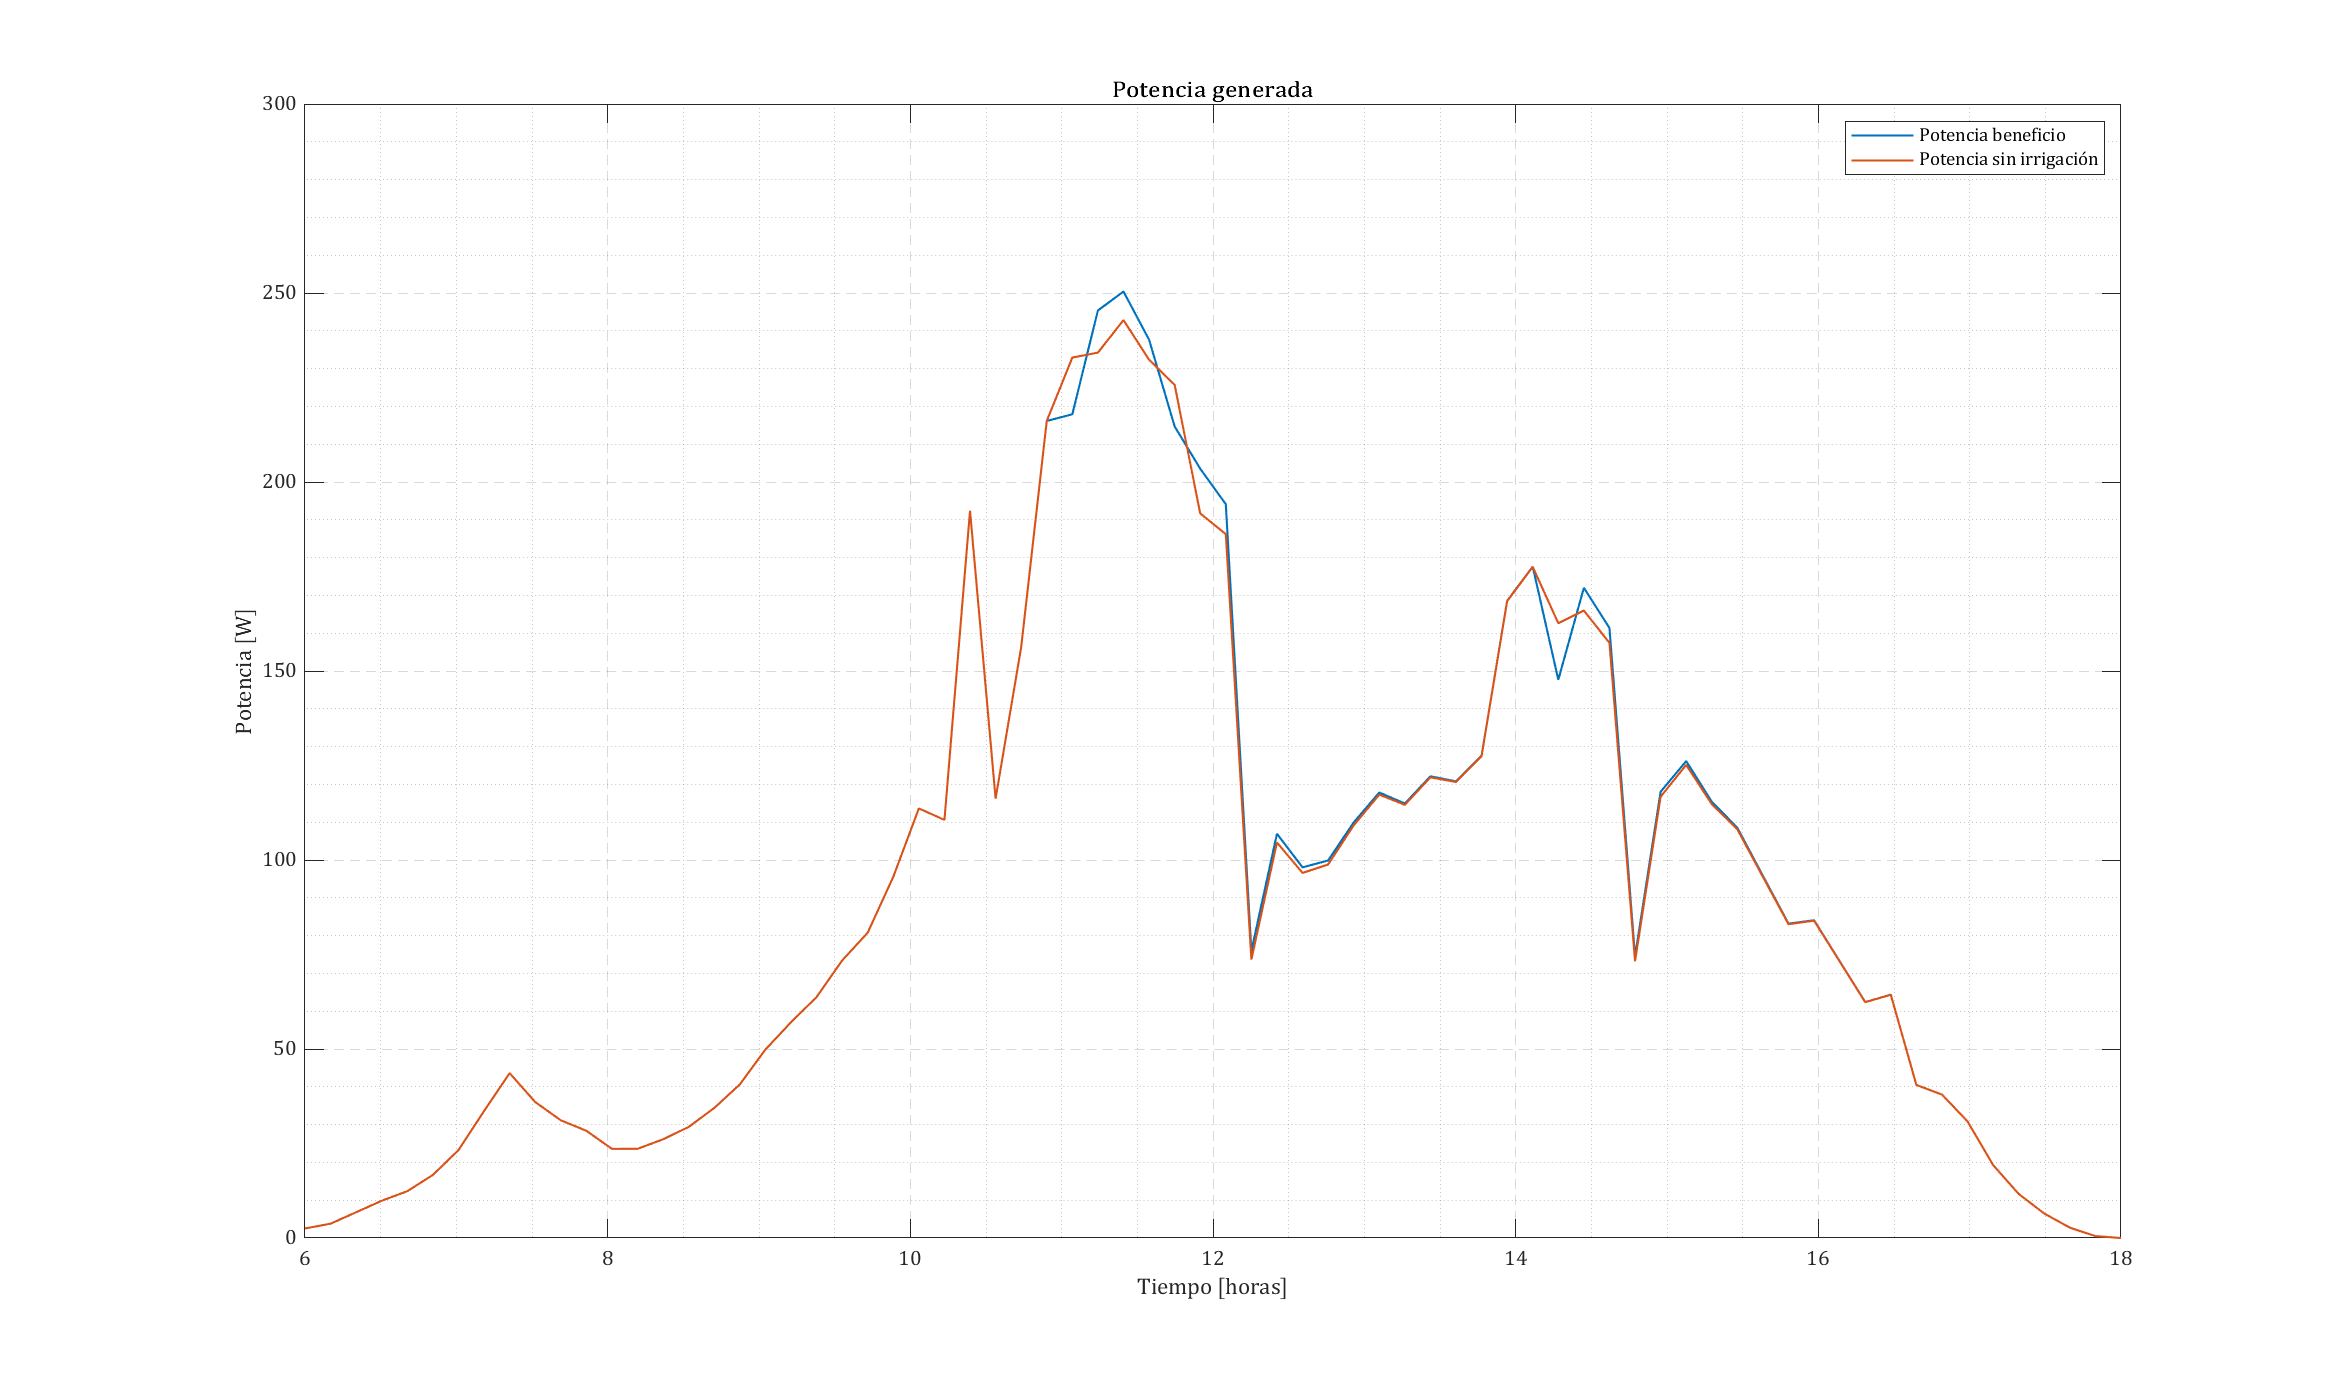 Potencia generada
300
250
200
150
100
50
0
Potencia [W]
Potencia beneficio
Potencia sin irrigación
6 8 10 12 14 16 18
Tiempo [horas]